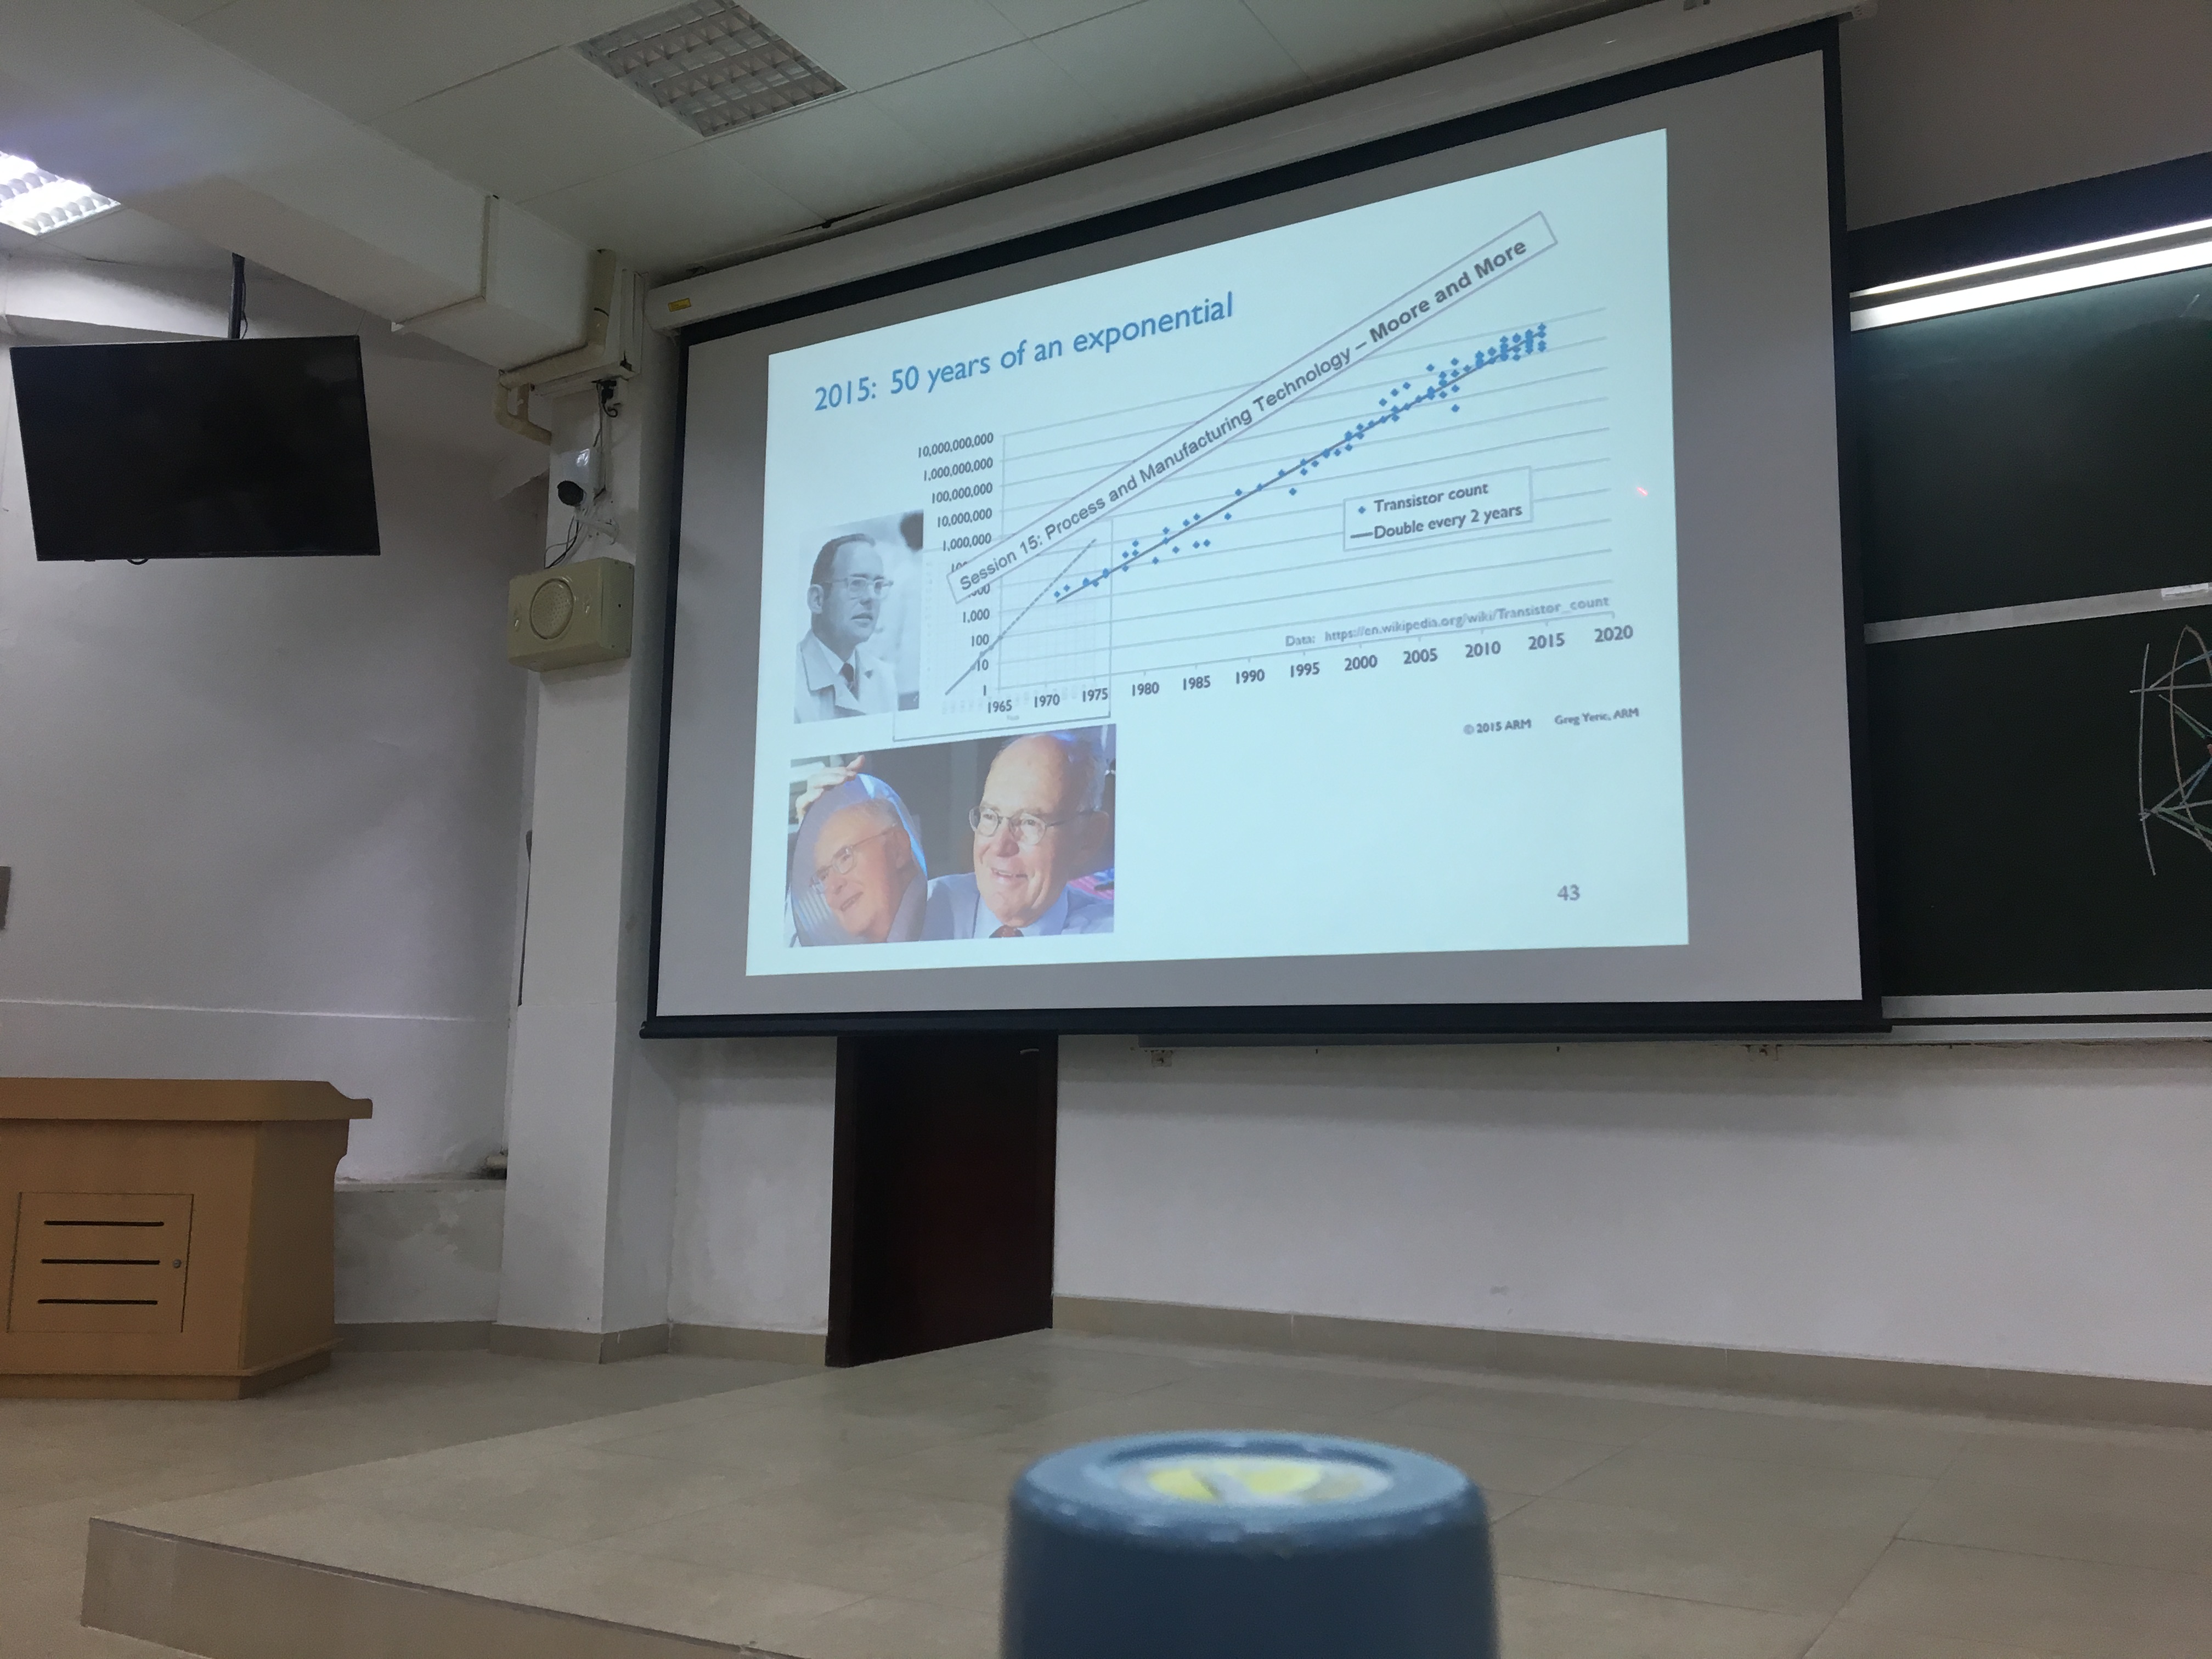 2015: 50 years of an exponential
Session 15: Process and Manufacturing Technology – Moore and More
10,000,000,000
1,000,000,000
100,000,000
10,000,000
1,000,000
1,000
100
10
1
Transistor count
Double every 2 years
Data: https://en.wikipedia.org/wiki/Transistor_count
1965 1970 1975 1980 1985 1990 1995 2000 2005 2010 2015 2020
© 2015 ARM Greg Yeric, ARM
43